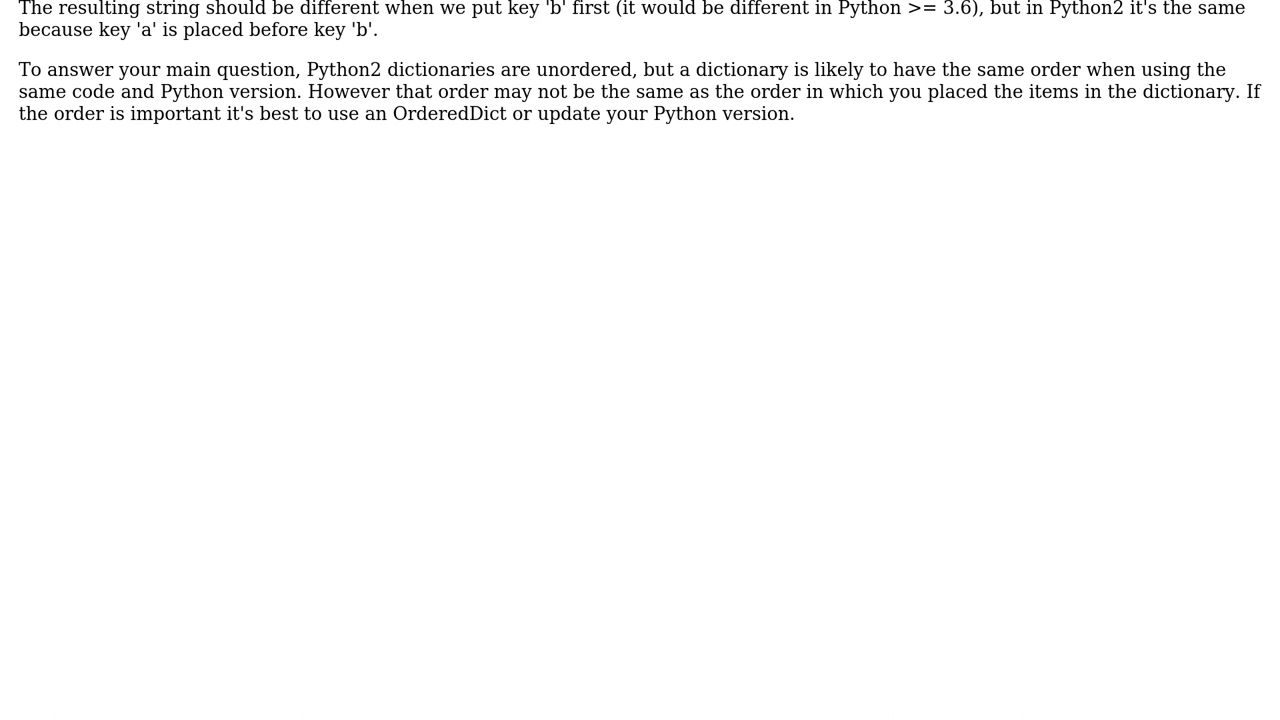 The resulting string should be different when we put key 'b' first (it would be different in Python >= 3.6), but in Python2 it's the same
because key 'a' is placed before key 'b'.
To answer your main question, Python2 dictionaries are unordered, but a dictionary is likely to have the same order when using the
same code and Python version. However that order may not be the same as the order in which you placed the items in the dictionary. If
the order is important it's best to use an OrderedDict or update your Python version.